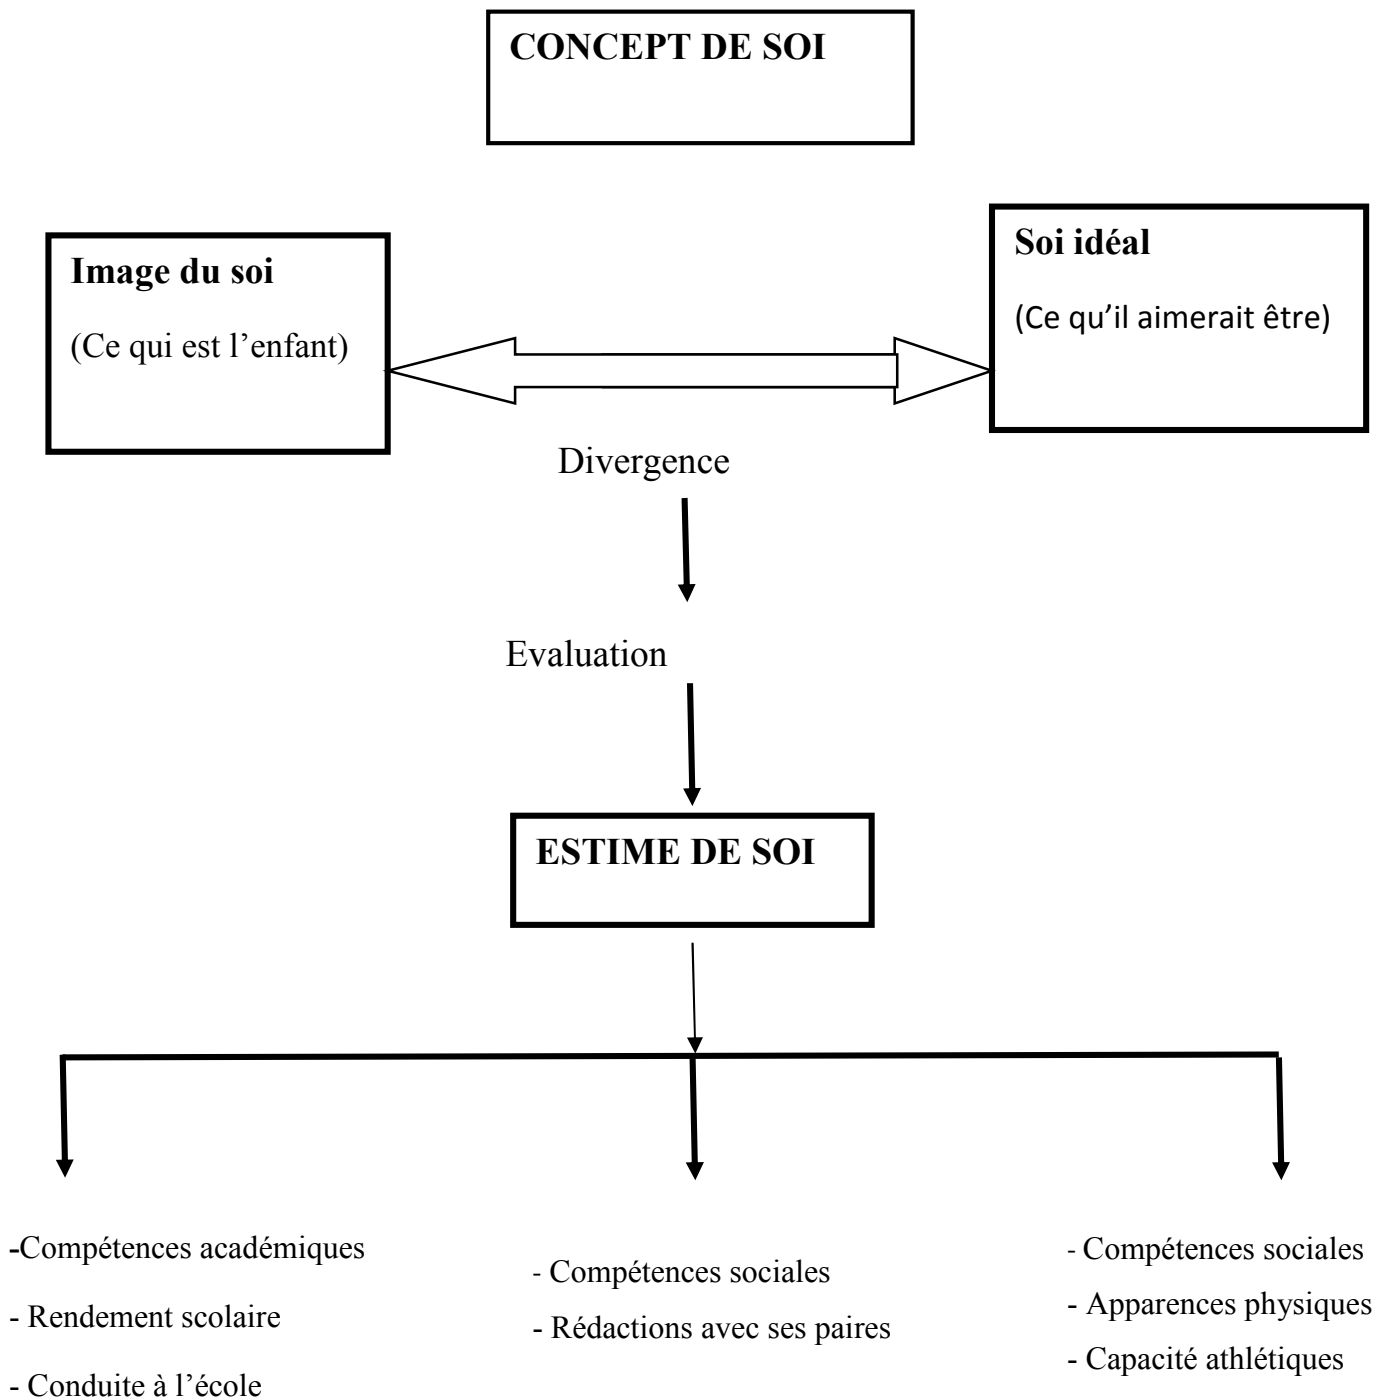 CONCEPT DE SOI
Image du soi
(Ce qui est l’enfant)
Soi idéal
(Ce qu’il aimerait être)
Divergence
Evaluation
ESTIME DE SOI
-Compétences académiques
- Rendement scolaire
- Conduite à l’école
- Compétences sociales
- Rédactions avec ses paires
- Compétences sociales
- Apparences physiques
- Capacité athlétiques